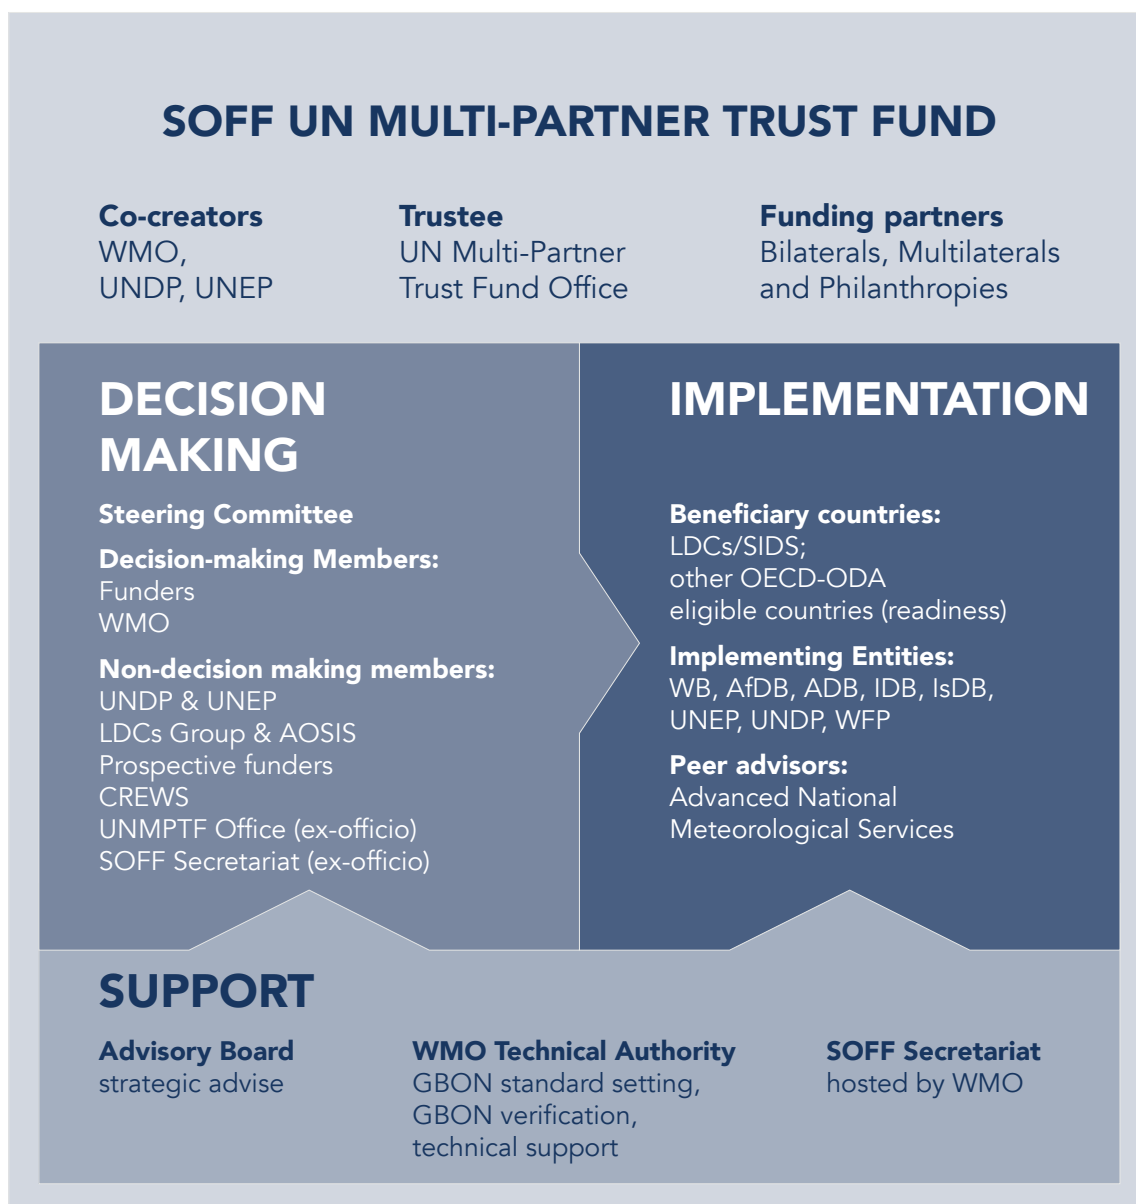 SOFF UN MULTI-PARTNER TRUST FUND
Co-creators
WMO,
UNDP, UNEP
Trustee
UN Multi-Partner
Trust Fund Office
Funding partners
Bilaterals, Multilaterals
and Philanthropies
DECISION
MAKING
Steering Committee
Decision-making Members:
Funders
WMO
Non-decision making members:
UNDP & UNEP
LDCs Group & AOSIS
Prospective funders
CREWS
UNMPTF Office (ex-officio)
SOFF Secretariat (ex-officio)
IMPLEMENTATION
Beneficiary countries:
LDCs/SIDS;
other OECD-ODA
eligible countries (readiness)
Implementing Entities:
WB, AfDB, ADB, IDB, IsDB,
UNEP, UNDP, WFP
Peer advisors:
Advanced National
Meteorological Services
SUPPORT
Advisory Board
strategic advise
WMO Technical Authority
GBON standard setting,
GBON verification,
technical support
SOFF Secretariat
hosted by WMO